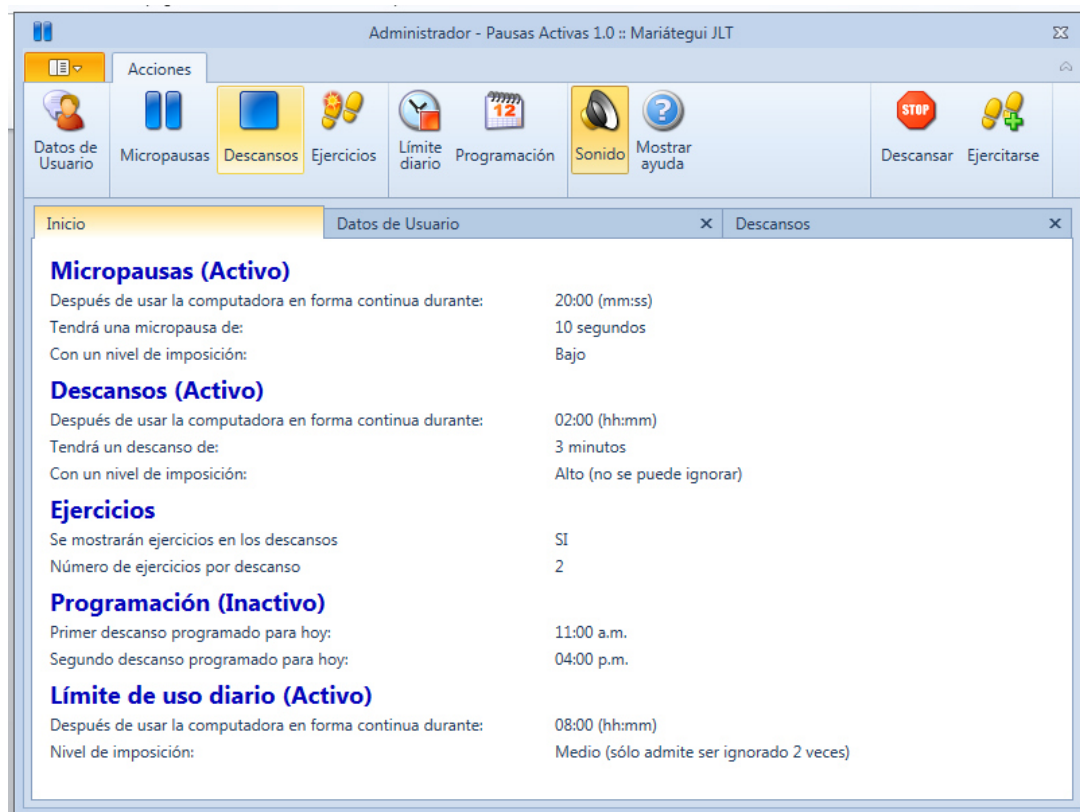 Administrador - Pausas Activas 1.0 :: Mariátegui JLT
Acciones
Datos de
Usuario
Micropausas
Descansos
Ejercicios
Límite
diario
12
Programación
Sonido
Mostrar
ayuda
STOP
Descansar
Ejercitarse
Inicio
Datos de Usuario
Descansos
Micropausas (Activo)
Después de usar la computadora en forma continua durante: 20:00 (mm:ss)
Tendrá una micropausa de: 10 segundos
Con un nivel de imposición: Bajo
Descansos (Activo)
Después de usar la computadora en forma continua durante: 02:00 (hh:mm)
Tendrá un descanso de: 3 minutos
Con un nivel de imposición: Alto (no se puede ignorar)
Ejercicios
Se mostrarán ejercicios en los descansos SI
Número de ejercicios por descanso 2
Programación (Inactivo)
Primer descanso programado para hoy: 11:00 a.m.
Segundo descanso programado para hoy: 04:00 p.m.
Límite de uso diario (Activo)
Después de usar la computadora en forma continua durante: 08:00 (hh:mm)
Nivel de imposición: Medio (sólo admite ser ignorado 2 veces)